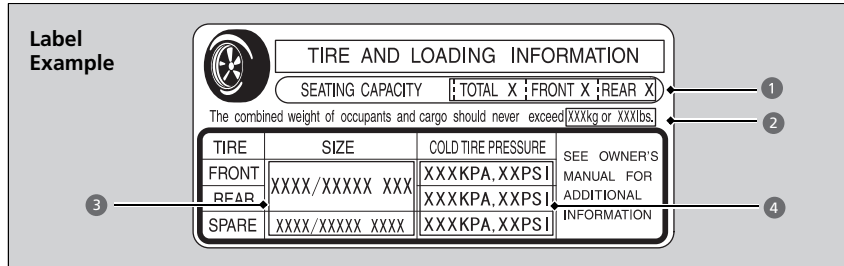 Label
Example
TIRE AND LOADING INFORMATION
SEATING CAPACITY TOTAL X FRONT X REAR X
1
The combined weight of occupants and cargo should never exceed XXXkg or XXXlbs.
2
TIRE SIZE COLD TIRE PRESSURE
SEE OWNER'S
MANUAL FOR
ADDITIONAL
INFORMATION
FRONT XXXX/XXXXX XXX XXXKPA, XXPSI
REAR XXXKPA, XXPSI
3
4
SPARE XXXX/XXXXX XXXX XXXKPA, XXPSI